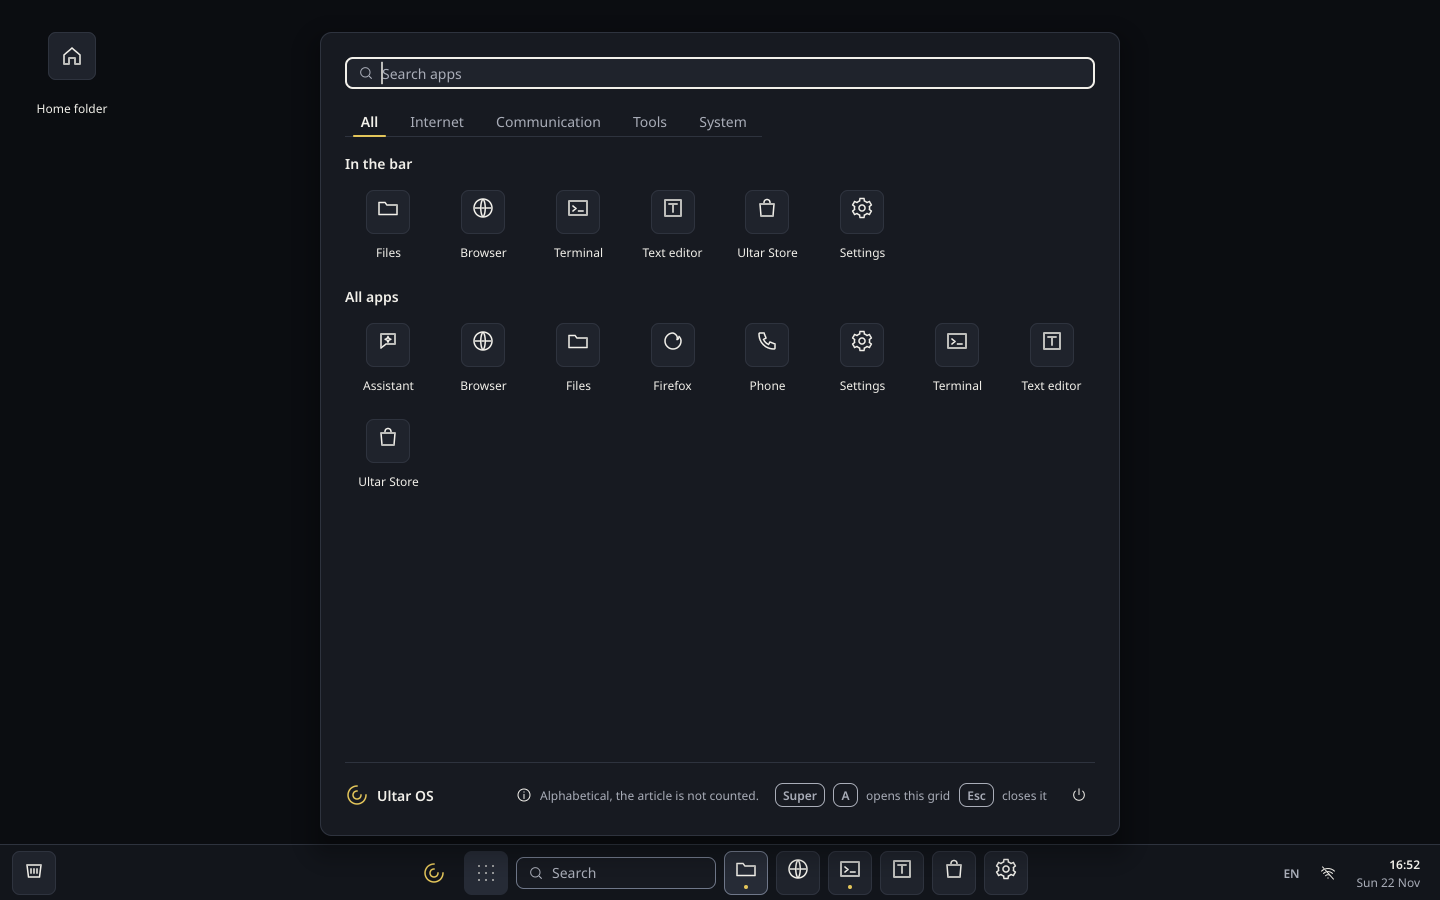 Home folder
Search apps
All Internet Communication Tools System
In the bar
Files Browser Terminal Text editor Ultar Store Settings
All apps
Assistant Browser Files Firefox Phone Settings Terminal Text editor
Ultar Store
Ultar OS Alphabetical, the article is not counted. Super A opens this grid Esc closes it
Search EN 16:52
Sun 22 Nov